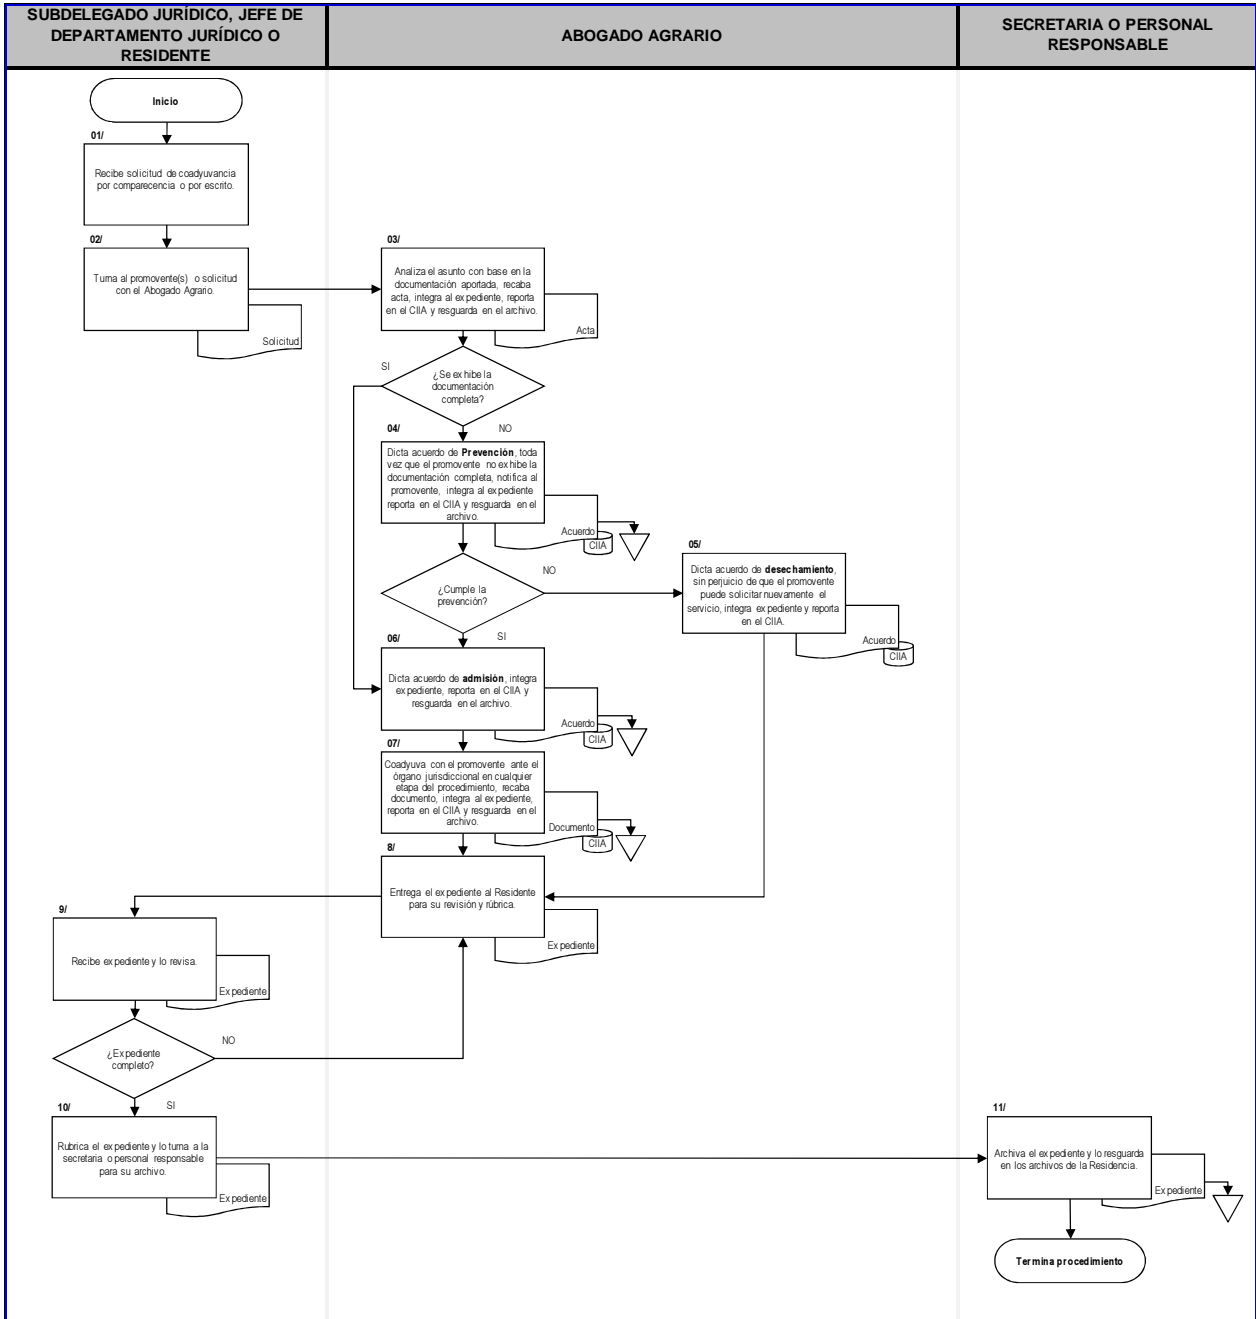 SUBDELEGADO JURÍDICO, JEFE DE
DEPARTAMENTO JURÍDICO O
RESIDENTE
ABOGADO AGRARIO
SECRETARIA O PERSONAL
RESPONSABLE
Inicio
01/
Recibe solicitud de coadyuvancia
por comparecencia o por escrito.
02/
Turna al promovente(s) o solicitud
con el Abogado Agrario.
Solicitud
03/
Analiza el asunto con base en la
documentación aportada, recaba
acta, integra al expediente, reporta
en el CIIA y resguarda en el archivo.
Acta
SI
¿Se exhibe la
documentación
completa?
NO
04/
Dicta acuerdo de Prevención, toda
vez que el promovente no exhibe la
documentación completa, notifica al
promovente, integra al expediente
reporta en el CIIA y resguarda en el
archivo.
Acuerdo
CIIA
¿Cumple la
prevención?
NO
SI
05/
Dicta acuerdo de desechamiento,
sin perjuicio de que el promovente
puede solicitar nuevamente el
servicio, integra expediente y reporta
en el CIIA.
Acuerdo
CIIA
06/
Dicta acuerdo de admisión, integra
expediente, reporta en el CIIA y
resguarda en el archivo.
Acuerdo
CIIA
07/
Coadyuva con el promovente ante el
órgano jurisdiccional en cualquier
etapa del procedimiento, recaba
documento, integra al expediente,
reporta en el CIIA y resguarda en el
archivo.
Documento
CIIA
8/
Entrega el expediente al Residente
para su revisión y rúbrica.
Expediente
9/
Recibe expediente y lo revisa.
Expediente
¿Expediente
completo?
NO
SI
10/
Rubrica el expediente y lo turna a la
secretaria o personal responsable
para su archivo.
Expediente
11/
Archiva el expediente y lo resguarda
en los archivos de la Residencia.
Expediente
Termina procedimiento